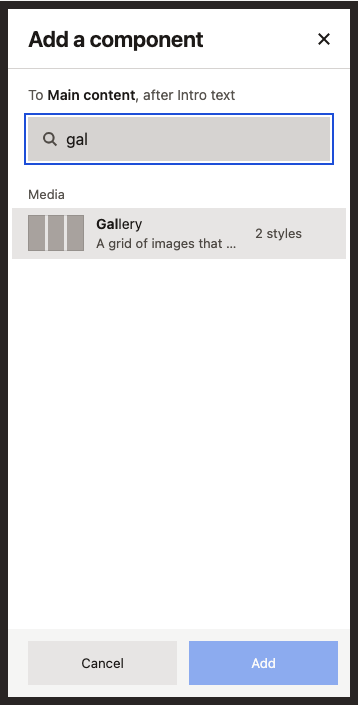 Add a component
To Main content, after Intro text
gal
Media
Gallery
A grid of images that ...
2 styles
Cancel
Add